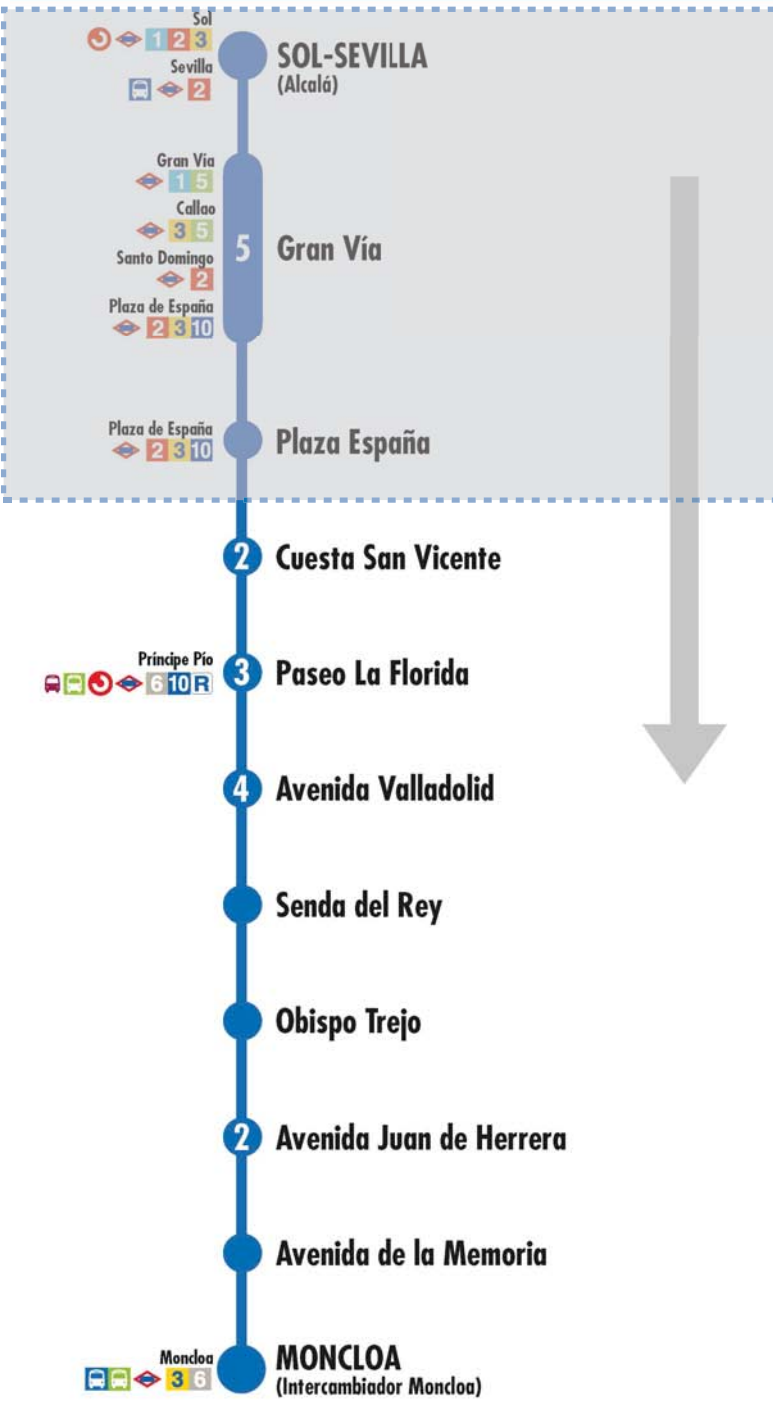 Sol
1 2 3
SOL-SEVILLA
(Alcalá)
Sevilla
2
Gran Vía
1 5
Callao
3 5
Santo Domingo
2
Plaza de España
2 3 10
5
Gran Vía
Plaza de España
2 3 10
Plaza España
2
Cuesta San Vicente
Príncipe Pío
6 10 R
3
Paseo La Florida
4
Avenida Valladolid
Senda del Rey
Obispo Trejo
2
Avenida Juan de Herrera
Avenida de la Memoria
Moncloa
3 6
MONCLOA
(Intercambiador Moncloa)